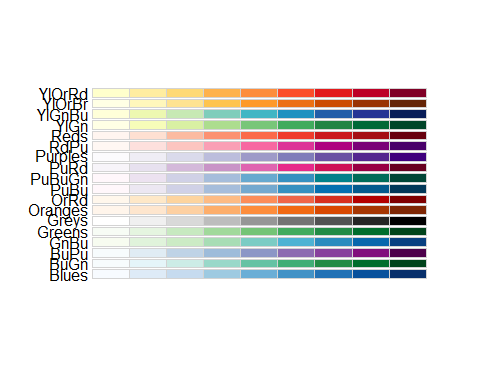 YlOrRd
YlOrBr
YlGnBu
YlGn
Reds
RdPu
Purples
PuRd
PuBuGn
PuBu
OrRd
Oranges
Greys
Greens
GnBu
BuPu
BuGn
Blues